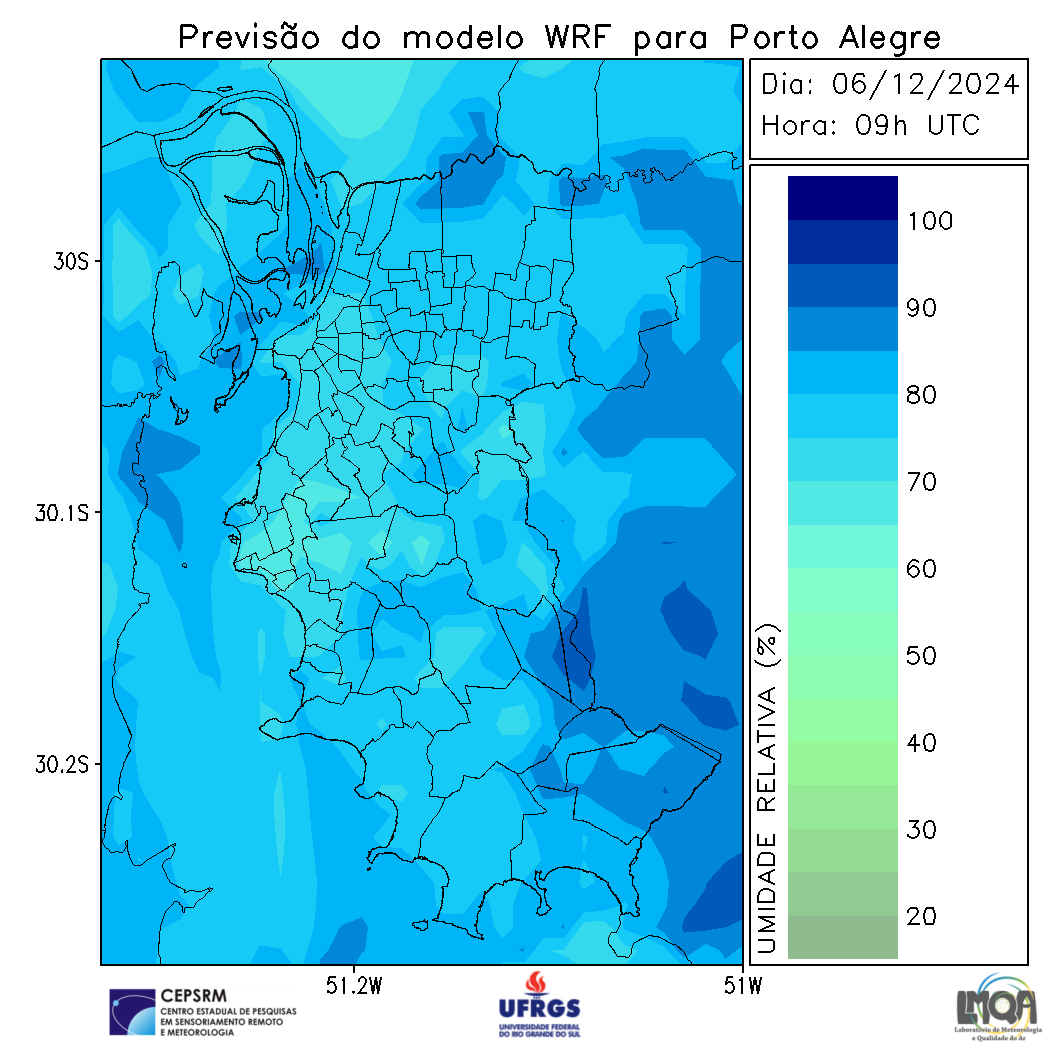 Previsão do modelo WRF para Porto Alegre
Dia: 06/12/2024
Hora: 09h UTC
30S
30.1S
30.2S
51.2W
51W
UMIDADE RELATIVA (%)
100
90
80
70
60
50
40
30
20
CEPSRM
CENTRO ESTADUAL DE PESQUISAS
EM SENSORIAMENTO REMOTO
E METEOROLOGIA
UFRGS
UNIVERSIDADE FEDERAL
DO RIO GRANDE DO SUL
LMQA
Laboratório de Meteorologia
e Qualidade do Ar